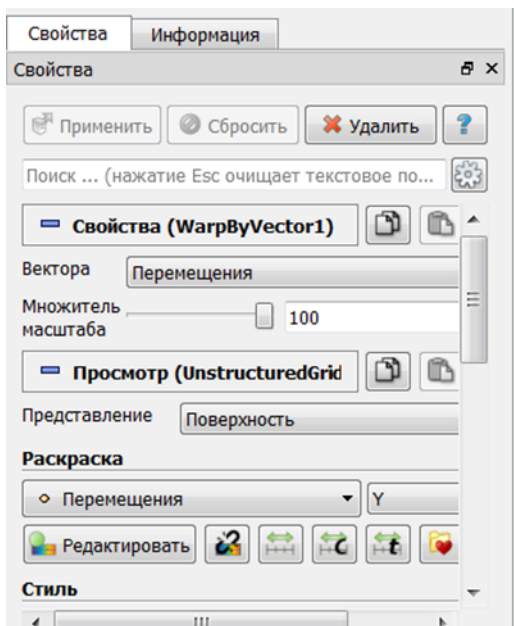 Свойства Информация
Свойства
Применить Сбросить Удалить ?
Поиск ... (нажатие Esc очищает текстовое по...
Свойства (WarpByVector1)
Вектора Перемещения
Множитель масштаба 100
Просмотр (UnstructuredGrid
Представление Поверхность
Раскраска
Перемещения Y
Редактировать c t
Стиль